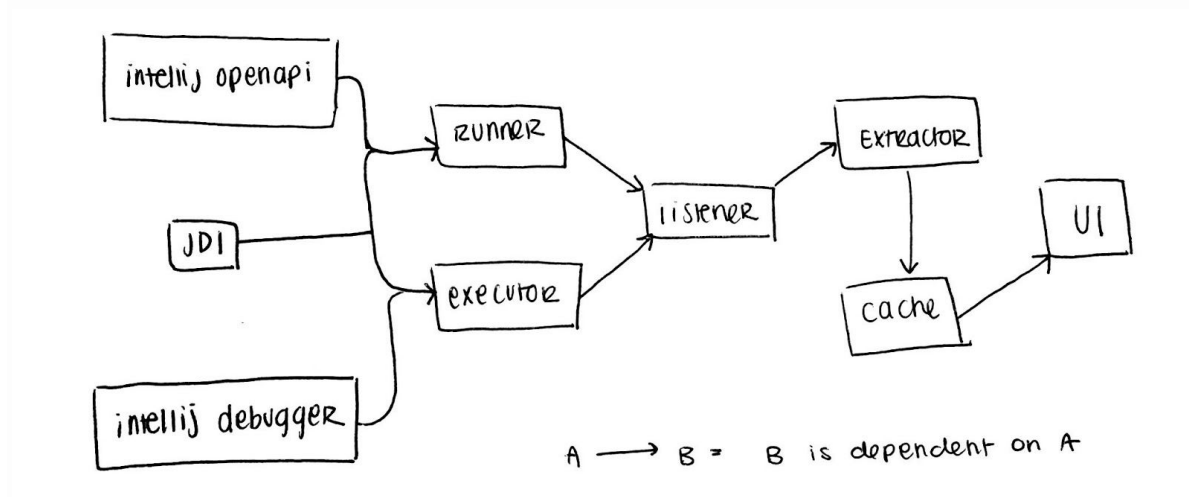 intellij openapi
RUNNER
EXTRACTOR
listener
UI
JDI
executor
cache
intellij debugger
A → B = B is dependent on A